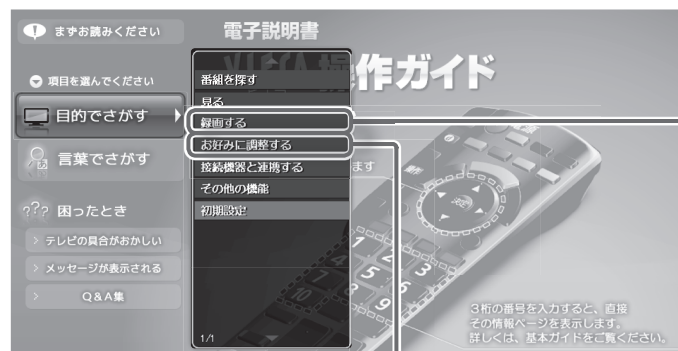 まずお読みください
電子説明書
操作ガイド
項目を選んでください
目的でさがす
言葉でさがす
??? 困ったとき
> テレビの具合がおかしい
> メッセージが表示される
> Q&A集
番組を探す
見る
録画する
お好みに調整する
接続機器と連携する
その他の機能
初期設定
1/1
ます
3桁の番号を入力すると、直接
その情報ページを表示します。
詳しくは、基本ガイドをご覧ください。